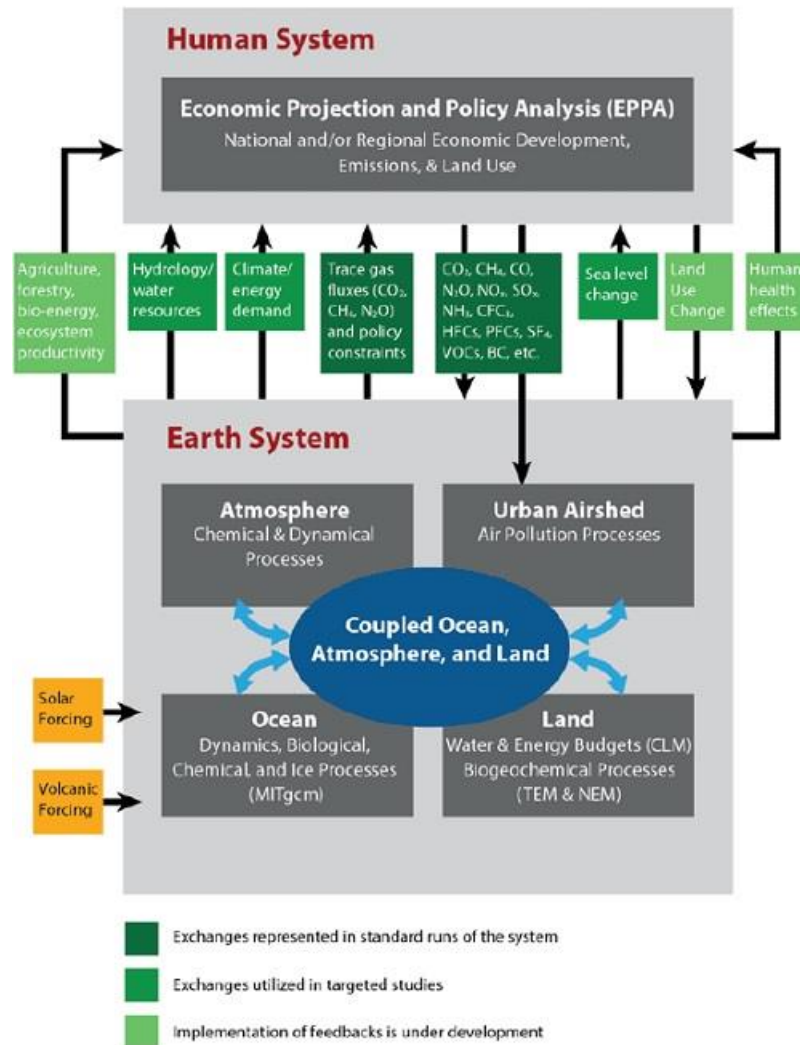 Human System
Economic Projection and Policy Analysis (EPPA)
National and/or Regional Economic Development,
Emissions, & Land Use
Agriculture,
forestry,
bio-energy,
ecosystem
productivity
Hydrology/
water
resources
Climate/
energy
demand
Trace gas
fluxes (CO₂,
CH₄, N₂O)
and policy
constraints
CO₂, CH₄, CO,
N₂O, NOₓ, SOₓ,
NH₃, CFCₛ,
HFCs, PFCs, SF₆,
VOCs, BC, etc.
Sea level
change
Land
Use
Change
Human
health
effects
Earth System
Atmosphere
Chemical & Dynamical
Processes
Urban Airshed
Air Pollution Processes
Coupled Ocean,
Atmosphere, and Land
Solar
Forcing
Volcanic
Forcing
Ocean
Dynamics, Biological,
Chemical, and Ice Processes
(MITgcm)
Land
Water & Energy Budgets (CLM)
Biogeochemical Processes
(TEM & NEM)
Exchanges represented in standard runs of the system
Exchanges utilized in targeted studies
Implementation of feedbacks is under development